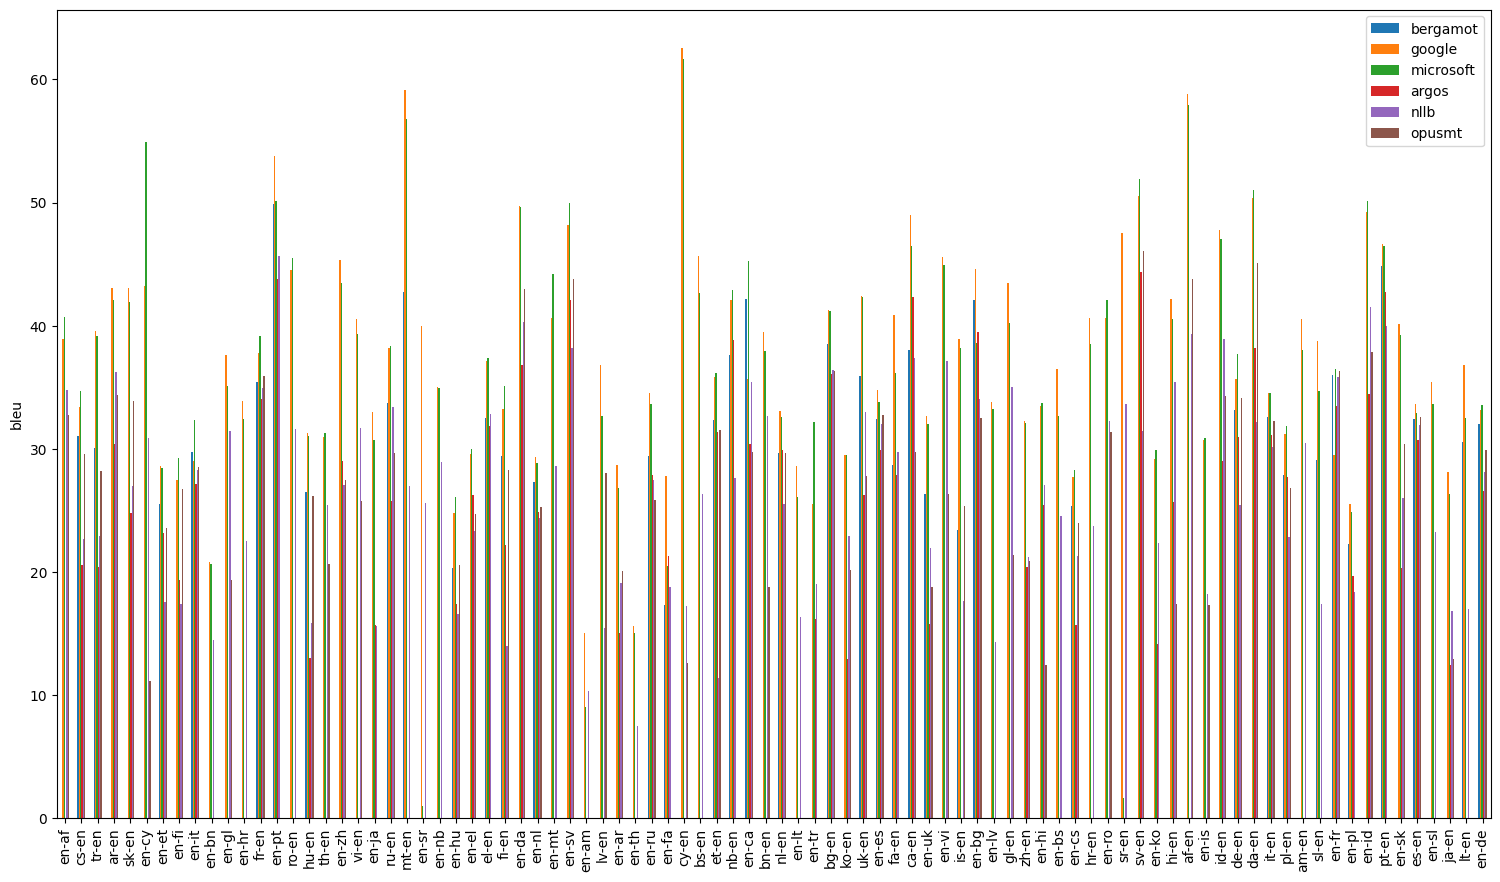 bergamot
google
microsoft
argos
nllb
opusmt
bleu
60
50
40
30
20
10
0
en-af
cs-en
tr-en
ar-en
sk-en
en-cy
en-et
en-fi
en-it
en-bn
en-gl
en-hr
fr-en
en-pt
ro-en
hu-en
th-en
en-zh
vi-en
en-ja
ru-en
mt-en
en-sr
en-nb
en-hu
en-el
el-en
fi-en
en-da
en-nl
en-mt
en-sv
en-am
lv-en
en-ar
en-th
en-ru
en-fa
cy-en
bs-en
et-en
nb-en
en-ca
bn-en
nl-en
en-lt
en-tr
bg-en
ko-en
uk-en
en-es
fa-en
ca-en
en-uk
en-vi
is-en
en-bg
en-lv
gl-en
zh-en
en-hi
en-bs
en-cs
hr-en
en-ro
sr-en
sv-en
en-ko
hi-en
af-en
en-is
id-en
de-en
da-en
it-en
pl-en
am-en
sl-en
en-fr
en-pl
en-id
pt-en
en-sk
es-en
en-sl
ja-en
lt-en
en-de